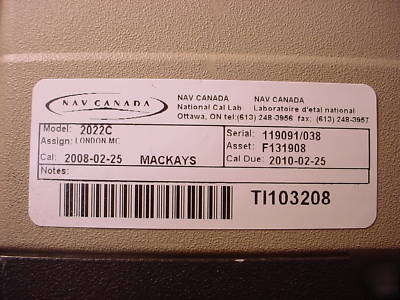 NAV CANADA
NAV CANADA NAV CANADA
National Cal Lab Laboratoire d'etal national
Ottawa, ON tel:(613) 248-3956 fax: (613) 248-3957
Model: 2022C
Serial: 119091/038
Assign: LONDON.MC
Asset: F131908
Cal: 2008-02-25 MACKAYS
Cal Due: 2010-02-25
Notes:
TI103208